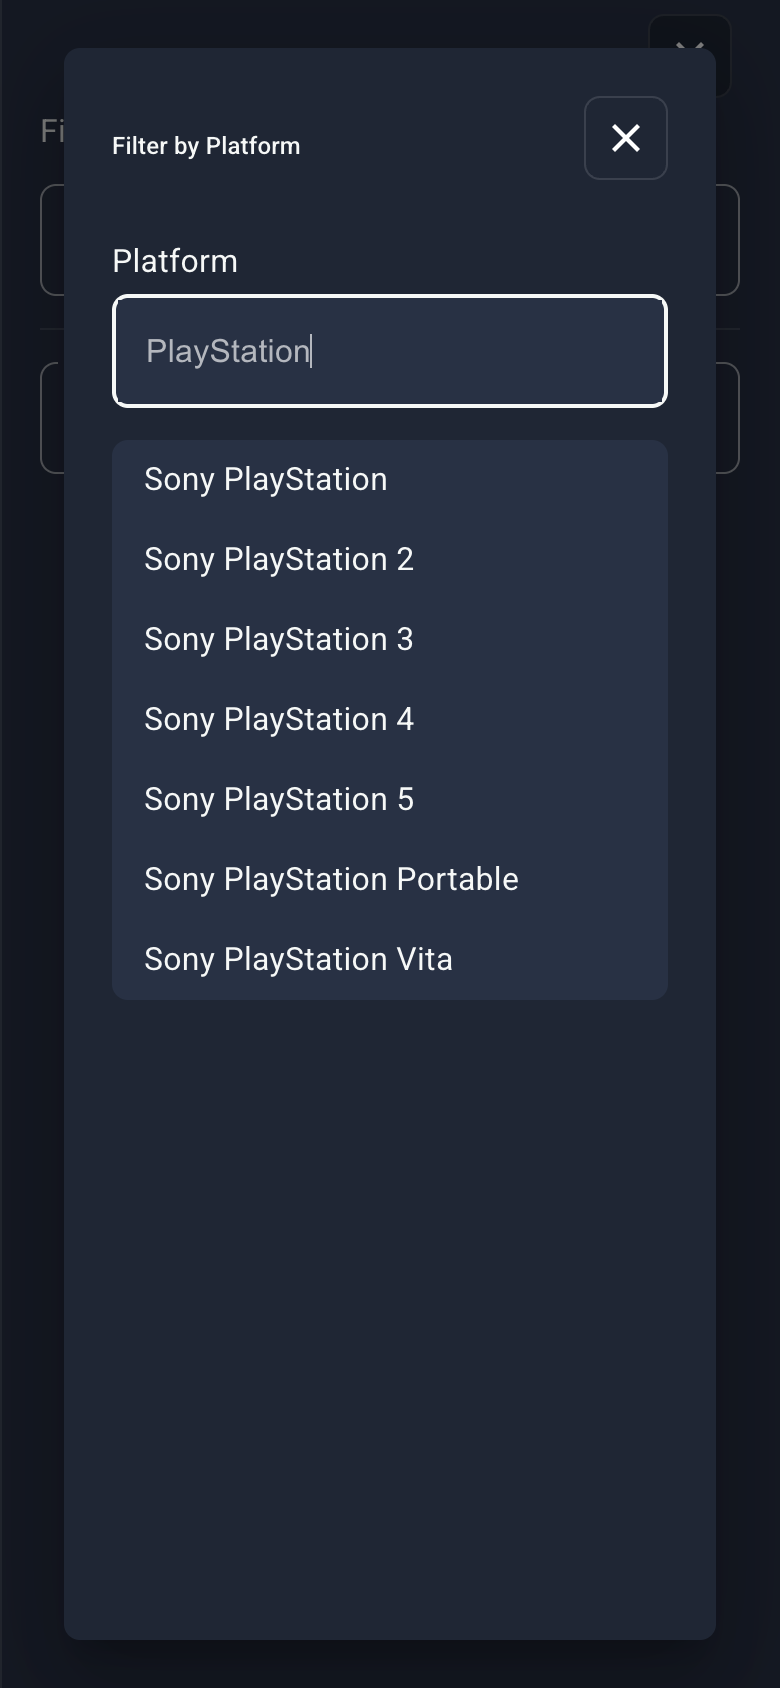 Fi
Filter by Platform
Platform
PlayStation
Sony PlayStation
Sony PlayStation 2
Sony PlayStation 3
Sony PlayStation 4
Sony PlayStation 5
Sony PlayStation Portable
Sony PlayStation Vita